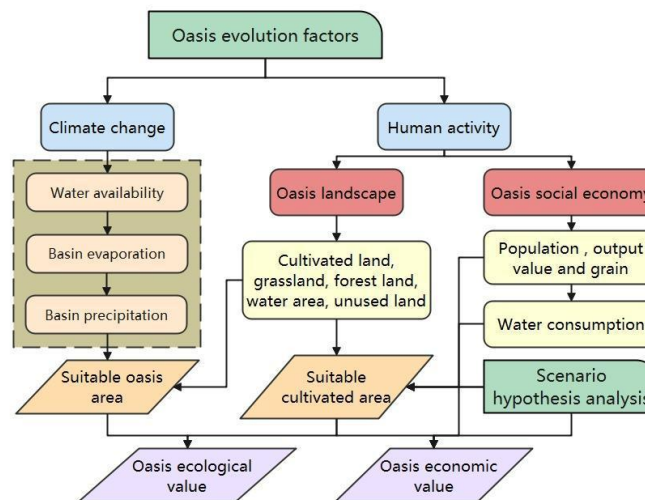 Oasis evolution factors
Climate change
Human activity
Water availability
Oasis landscape
Oasis social economy
Basin evaporation
Cultivated land,
grassland, forest land,
water area, unused land
Population , output
value and grain
Basin precipitation
Water consumption
Suitable oasis
area
Suitable
cultivated area
Scenario
hypothesis analysis
Oasis ecological
value
Oasis economic
value